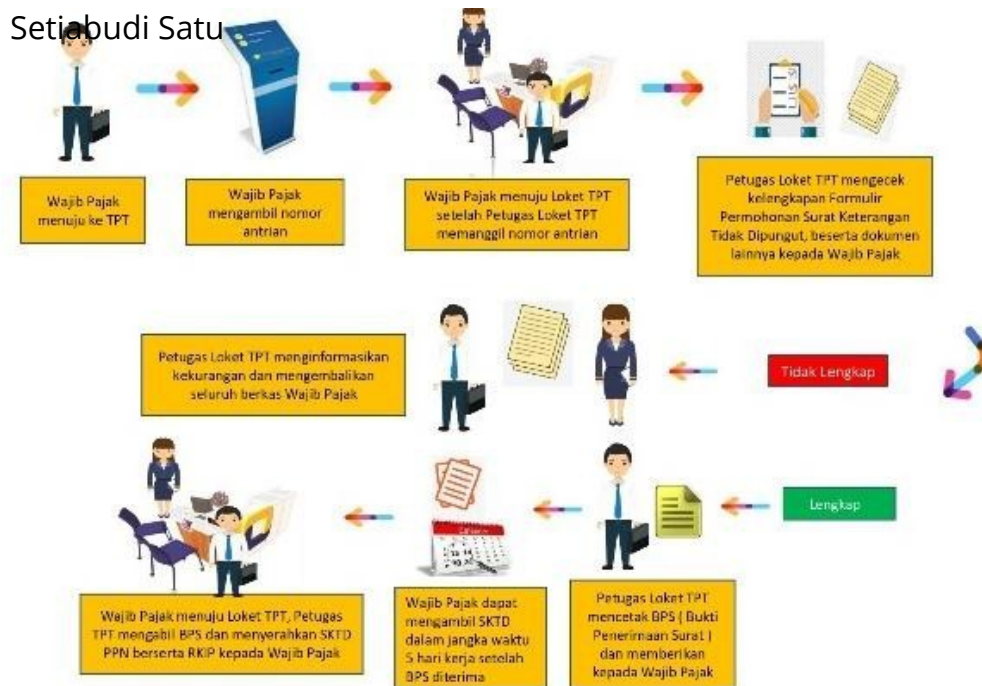 Setiabudi Satu
Wajib Pajak
menuju ke TPT
Wajib Pajak
mengambil nomor
antrian
Wajib Pajak menuju Loket TPT
setelah Petugas Loket TPT
memanggil nomor antrian
Petugas Loket TPT mengecek
kelengkapan Formulir
Permohonan Surat Keterangan
Tidak Dipungut, beserta dokumen
lainnya kepada Wajib Pajak
Tidak Lengkap
Petugas Loket TPT menginformasikan
kekurangan dan mengembalikan
seluruh berkas Wajib Pajak
Lengkap
Petugas Loket TPT
mencetak BPS ( Bukti
Penerimaan Surat )
dan memberikan
kepada Wajib Pajak
Wajib Pajak dapat
mengambil SKTD
dalam jangka waktu
5 hari kerja setelah
BPS diterima
Wajib Pajak menuju Loket TPT, Petugas
TPT mengabil BPS dan menyerahkan SKTD
PPN berserta RKIP kepada Wajib Pajak